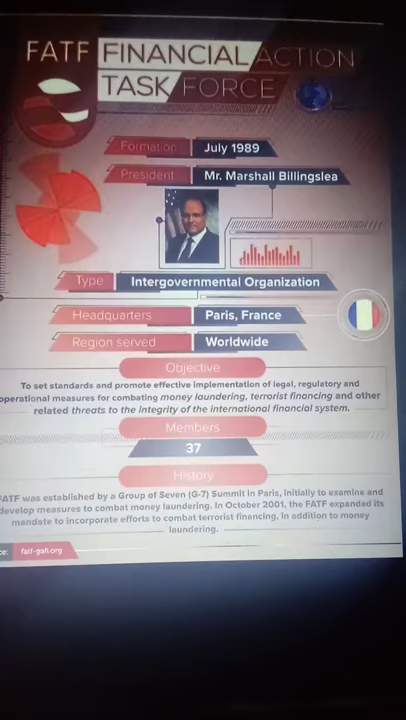 FATF FINANCIAL ACTION
TASK FORCE
Formation July 1989
President Mr. Marshall Billingslea
Type Intergovernmental Organization
Headquarters Paris, France
Region served Worldwide
Objective
To set standards and promote effective implementation of legal, regulatory and
operational measures for combating money laundering, terrorist financing and other
related threats to the integrity of the international financial system.
Members
37
History
FATF was established by a Group of Seven (G-7) Summit in Paris, initially to examine and
develop measures to combat money laundering. In October 2001, the FATF expanded its
mandate to incorporate efforts to combat terrorist financing, in addition to money
laundering.
ce: fatf-gafi.org